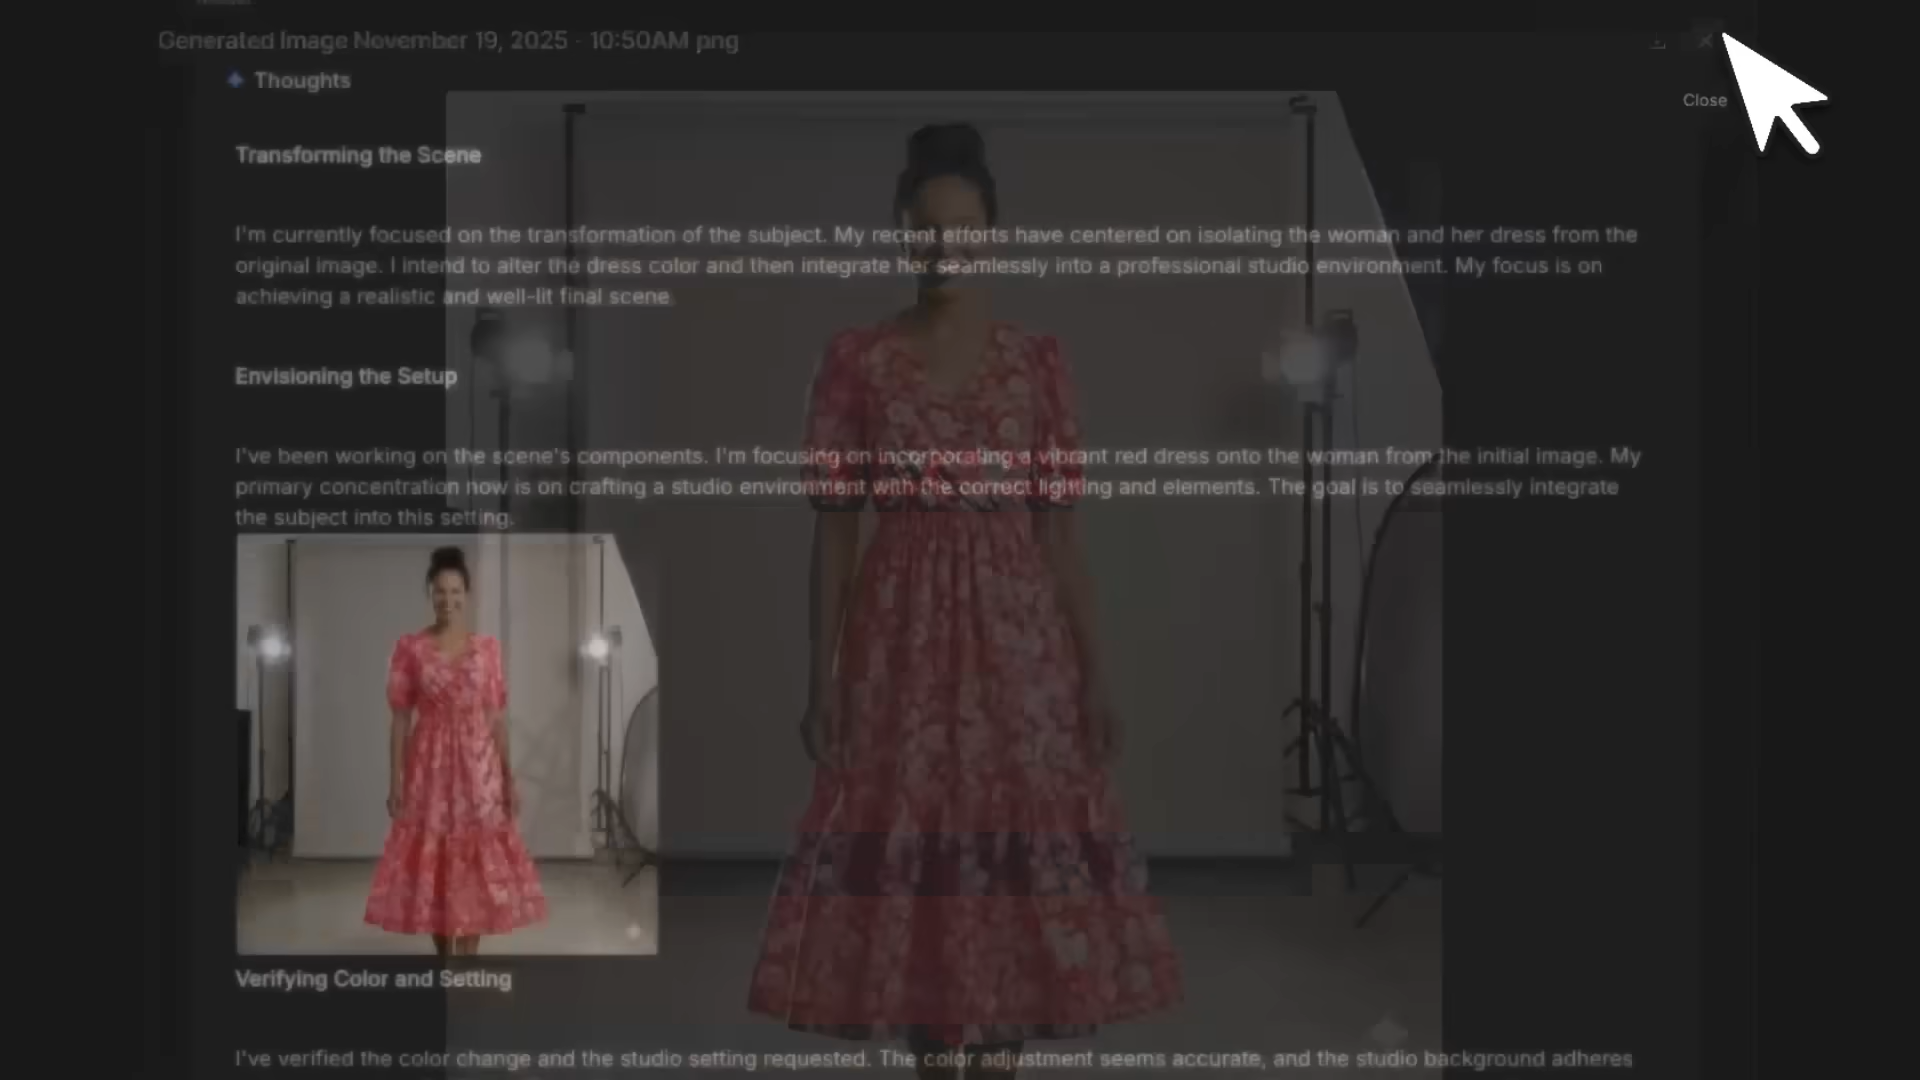 Generated Image November 19, 2025 - 10:50AM png
Thoughts
Close
Transforming the Scene
I'm currently focused on the transformation of the subject. My recent efforts have centered on isolating the woman and her dress from the
original image. I intend to alter the dress color and then integrate her seamlessly into a professional studio environment. My focus is on
achieving a realistic and well-lit final scene.
Envisioning the Setup
I've been working on the scene's components. I'm focusing on incorporating a vibrant red dress onto the woman from the initial image. My
primary concentration now is on crafting a studio environment with the correct lighting and elements. The goal is to seamlessly integrate
the subject into this setting.
Verifying Color and Setting
I've verified the color change and the studio setting requested. The color adjustment seems accurate, and the studio background adheres